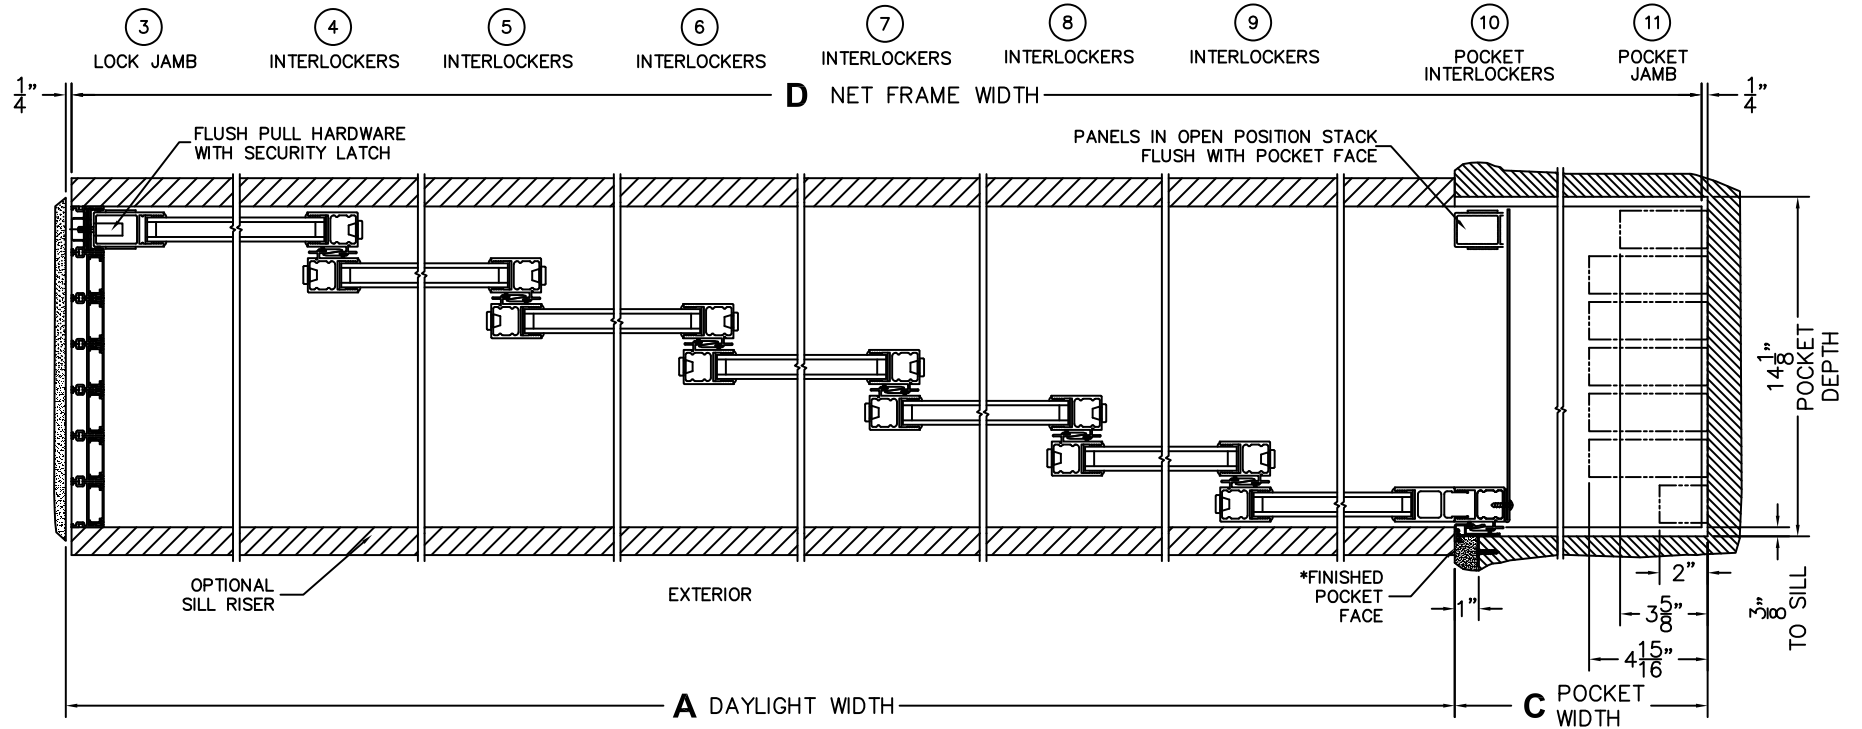 3
4
5
6
7
8
9
10
11
LOCK JAMB
INTERLOCKERS
INTERLOCKERS
INTERLOCKERS
INTERLOCKERS
INTERLOCKERS
INTERLOCKERS
POCKET
INTERLOCKERS
POCKET
JAMB
1/4"
D NET FRAME WIDTH
1/4"
FLUSH PULL HARDWARE
WITH SECURITY LATCH
PANELS IN OPEN POSITION STACK
FLUSH WITH POCKET FACE
14 1/8"
POCKET
DEPTH
OPTIONAL
SILL RISER
EXTERIOR
*FINISHED
POCKET
FACE
1"
2"
3 5/8"
4 15/16"
3/8"
TO SILL
A DAYLIGHT WIDTH
C POCKET
WIDTH